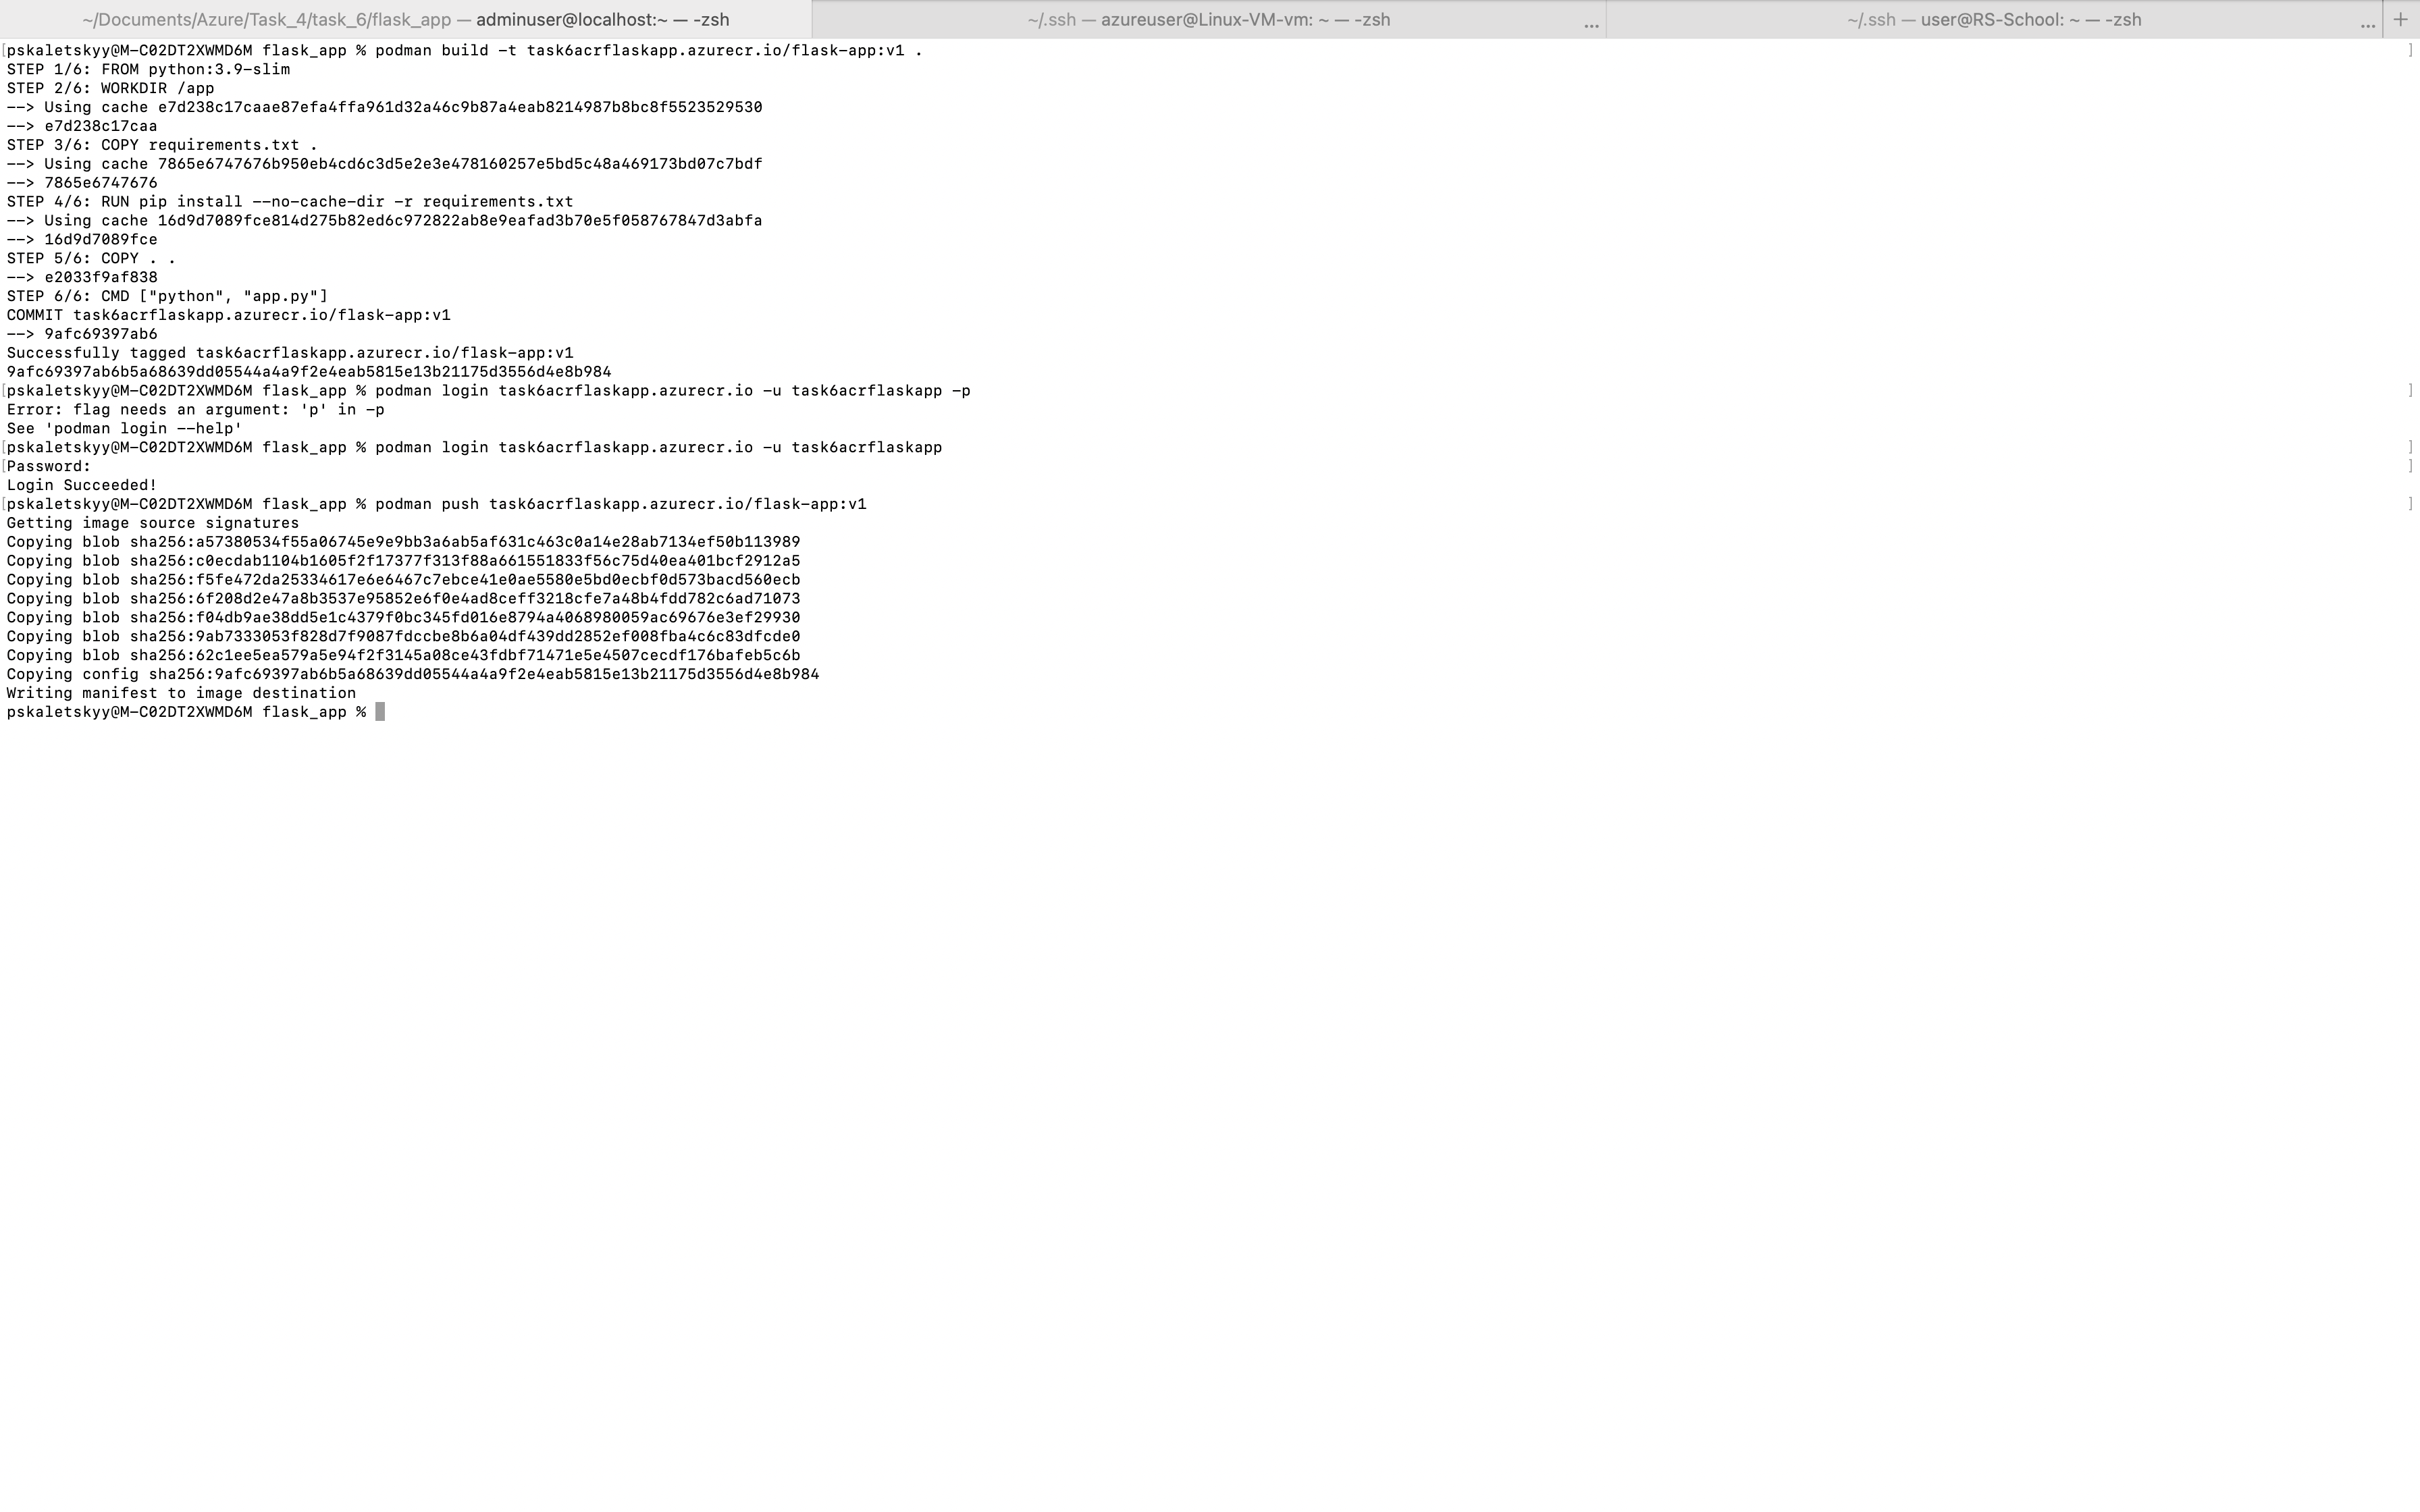 ~/Documents/Azure/Task_4/task_6/flask_app — adminuser@localhost:~ — -zsh
~/.ssh — azureuser@Linux-VM-vm: ~ — -zsh ...
~/.ssh — user@RS-School: ~ — -zsh ... +
[pskaletskyy@M-C02DT2XWMD6M flask_app % podman build -t task6acrflaskapp.azurecr.io/flask-app:v1 . ]
STEP 1/6: FROM python:3.9-slim
STEP 2/6: WORKDIR /app
--> Using cache e7d238c17caae87efa4ffa961d32a46c9b87a4eab8214987b8bc8f5523529530
--> e7d238c17caa
STEP 3/6: COPY requirements.txt .
--> Using cache 7865e6747676b950eb4cd6c3d5e2e3e478160257e5bd5c48a469173bd07c7bdf
--> 7865e6747676
STEP 4/6: RUN pip install --no-cache-dir -r requirements.txt
--> Using cache 16d9d7089fce814d275b82ed6c972822ab8e9eafad3b70e5f058767847d3abfa
--> 16d9d7089fce
STEP 5/6: COPY . .
--> e2033f9af838
STEP 6/6: CMD ["python", "app.py"]
COMMIT task6acrflaskapp.azurecr.io/flask-app:v1
--> 9afc69397ab6
Successfully tagged task6acrflaskapp.azurecr.io/flask-app:v1
9afc69397ab6b5a68639dd05544a4a9f2e4eab5815e13b21175d3556d4e8b984
[pskaletskyy@M-C02DT2XWMD6M flask_app % podman login task6acrflaskapp.azurecr.io -u task6acrflaskapp -p ]
Error: flag needs an argument: 'p' in -p
See 'podman login --help'
[pskaletskyy@M-C02DT2XWMD6M flask_app % podman login task6acrflaskapp.azurecr.io -u task6acrflaskapp ]
[Password: ]
Login Succeeded!
[pskaletskyy@M-C02DT2XWMD6M flask_app % podman push task6acrflaskapp.azurecr.io/flask-app:v1 ]
Getting image source signatures
Copying blob sha256:a57380534f55a06745e9e9bb3a6ab5af631c463c0a14e28ab7134ef50b113989
Copying blob sha256:c0ecdab1104b1605f2f17377f313f88a661551833f56c75d40ea401bcf2912a5
Copying blob sha256:f5fe472da25334617e6e6467c7ebce41e0ae5580e5bd0ecbf0d573bacd560ecb
Copying blob sha256:6f208d2e47a8b3537e95852e6f0e4ad8ceff3218cfe7a48b4fdd782c6ad71073
Copying blob sha256:f04db9ae38dd5e1c4379f0bc345fd016e8794a4068980059ac69676e3ef29930
Copying blob sha256:9ab7333053f828d7f9087fdccbe8b6a04df439dd2852ef008fba4c6c83dfcde0
Copying blob sha256:62c1ee5ea579a5e94f2f3145a08ce43fdbf71471e5e4507cecdf176bafeb5c6b
Copying config sha256:9afc69397ab6b5a68639dd05544a4a9f2e4eab5815e13b21175d3556d4e8b984
Writing manifest to image destination
pskaletskyy@M-C02DT2XWMD6M flask_app %